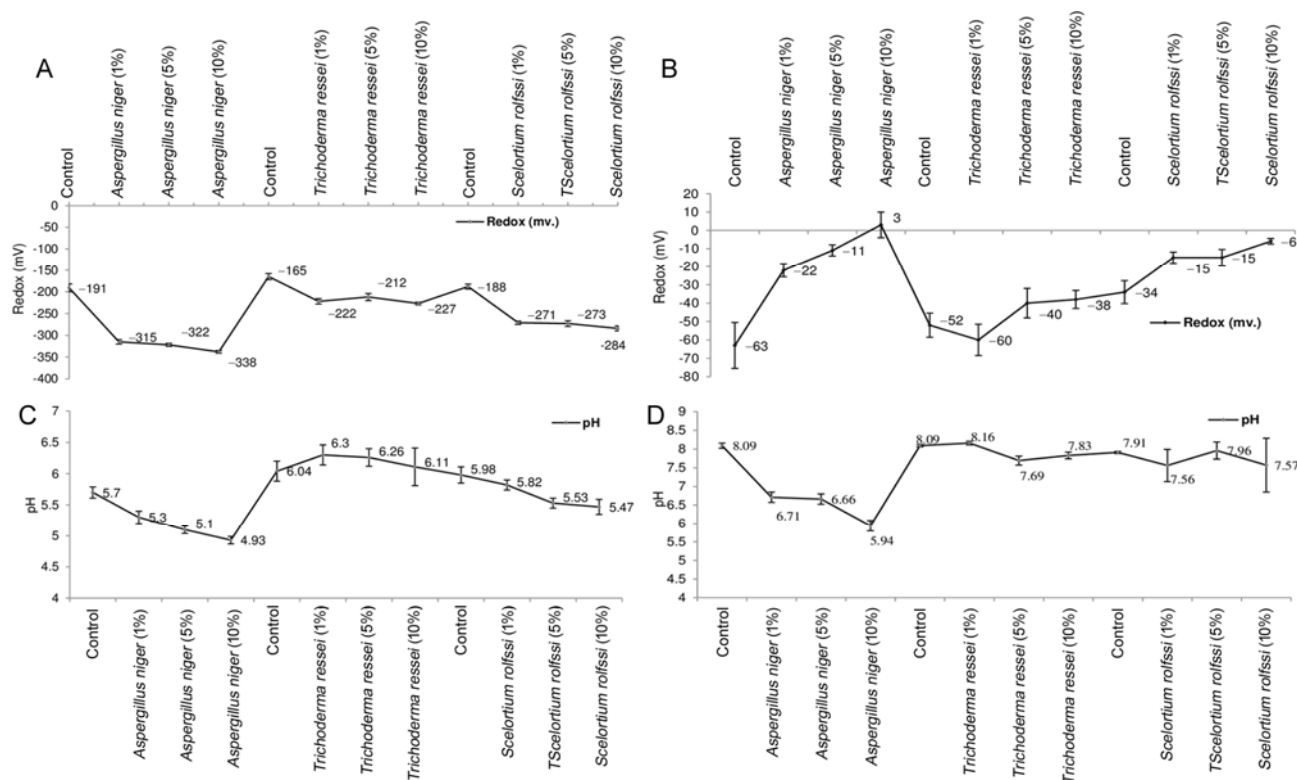 A
Control
Aspergillus niger (1%)
Aspergillus niger (5%)
Aspergillus niger (10%)
Control
Trichoderma ressei (1%)
Trichoderma ressei (5%)
Trichoderma ressei (10%)
Control
Scelortium rolfssi (1%)
TScelortium rolfssi (5%)
Scelortium rolfssi (10%)
Redox (mV)
0
-50
-100
-150
-200
-250
-300
-350
-400
Redox (mv.)
−191
−315
−322
−338
−165
−222
−212
−227
−188
−271
−273
-284
B
Control
Aspergillus niger (1%)
Aspergillus niger (5%)
Aspergillus niger (10%)
Control
Trichoderma ressei (1%)
Trichoderma ressei (5%)
Trichoderma ressei (10%)
Control
Scelortium rolfssi (1%)
TScelortium rolfssi (5%)
Scelortium rolfssi (10%)
Redox (mV)
20
10
0
-10
-20
-30
-40
-50
-60
-70
-80
Redox (mv.)
−63
−22
−11
3
−52
−60
−40
−38
−34
−15
−15
−6
C
pH
7
6.5
6
5.5
5
4.5
4
pH
5.7
5.3
5.1
4.93
6.04
6.3
6.26
6.11
5.98
5.82
5.53
5.47
Control
Aspergillus niger (1%)
Aspergillus niger (5%)
Aspergillus niger (10%)
Control
Trichoderma ressei (1%)
Trichoderma ressei (5%)
Trichoderma ressei (10%)
Control
Scelortium rolfssi (1%)
TScelortium rolfssi (5%)
Scelortium rolfssi (10%)
D
pH
9
8.5
8
7.5
7
6.5
6
5.5
5
4.5
4
pH
8.09
6.71
6.66
5.94
8.09
8.16
7.69
7.83
7.91
7.56
7.96
7.57
Control
Aspergillus niger (1%)
Aspergillus niger (5%)
Aspergillus niger (10%)
Control
Trichoderma ressei (1%)
Trichoderma ressei (5%)
Trichoderma ressei (10%)
Control
Scelortium rolfssi (1%)
TScelortium rolfssi (5%)
Scelortium rolfssi (10%)